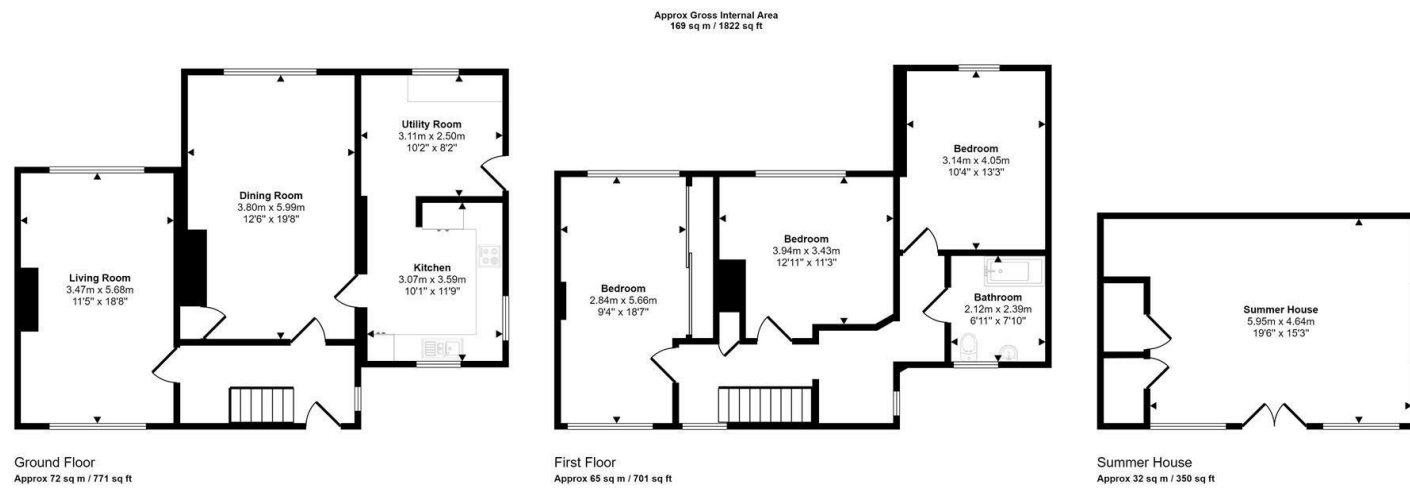 Approx Gross Internal Area
169 sq m / 1822 sq ft
Living Room
3.47m x 5.68m
11'5" x 18'8"
Dining Room
3.80m x 5.99m
12'6" x 19'8"
Utility Room
3.11m x 2.50m
10'2" x 8'2"
Kitchen
3.07m x 3.59m
10'1" x 11'9"
Ground Floor
Approx 72 sq m / 771 sq ft
Bedroom
2.84m x 5.66m
9'4" x 18'7"
Bedroom
3.94m x 3.43m
12'11" x 11'3"
Bedroom
3.14m x 4.05m
10'4" x 13'3"
Bathroom
2.12m x 2.39m
6'11" x 7'10"
First Floor
Approx 65 sq m / 701 sq ft
Summer House
5.95m x 4.64m
19'6" x 15'3"
Summer House
Approx 32 sq m / 350 sq ft